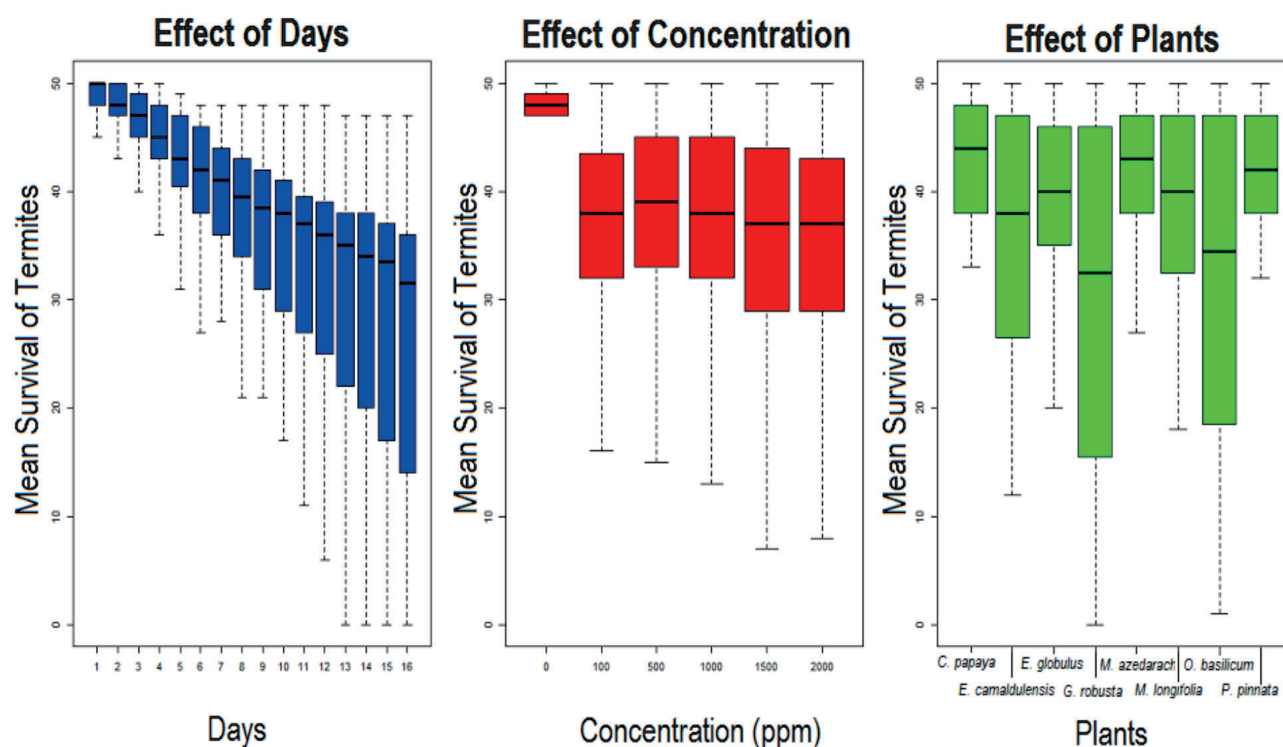 Effect of Days
Mean Survival of Termites
50
40
30
20
10
0
1 2 3 4 5 6 7 8 9 10 11 12 13 14 15 16
Days
Effect of Concentration
Mean Survival of Termites
50
40
30
20
10
0
0 100 500 1000 1500 2000
Concentration (ppm)
Effect of Plants
Mean Survival of Termites
50
40
30
20
10
0
C. papaya E. globulus M. azedarach O. basilicum
E. camaldulensis G. robusta M. longifolia P. pinnata
Plants